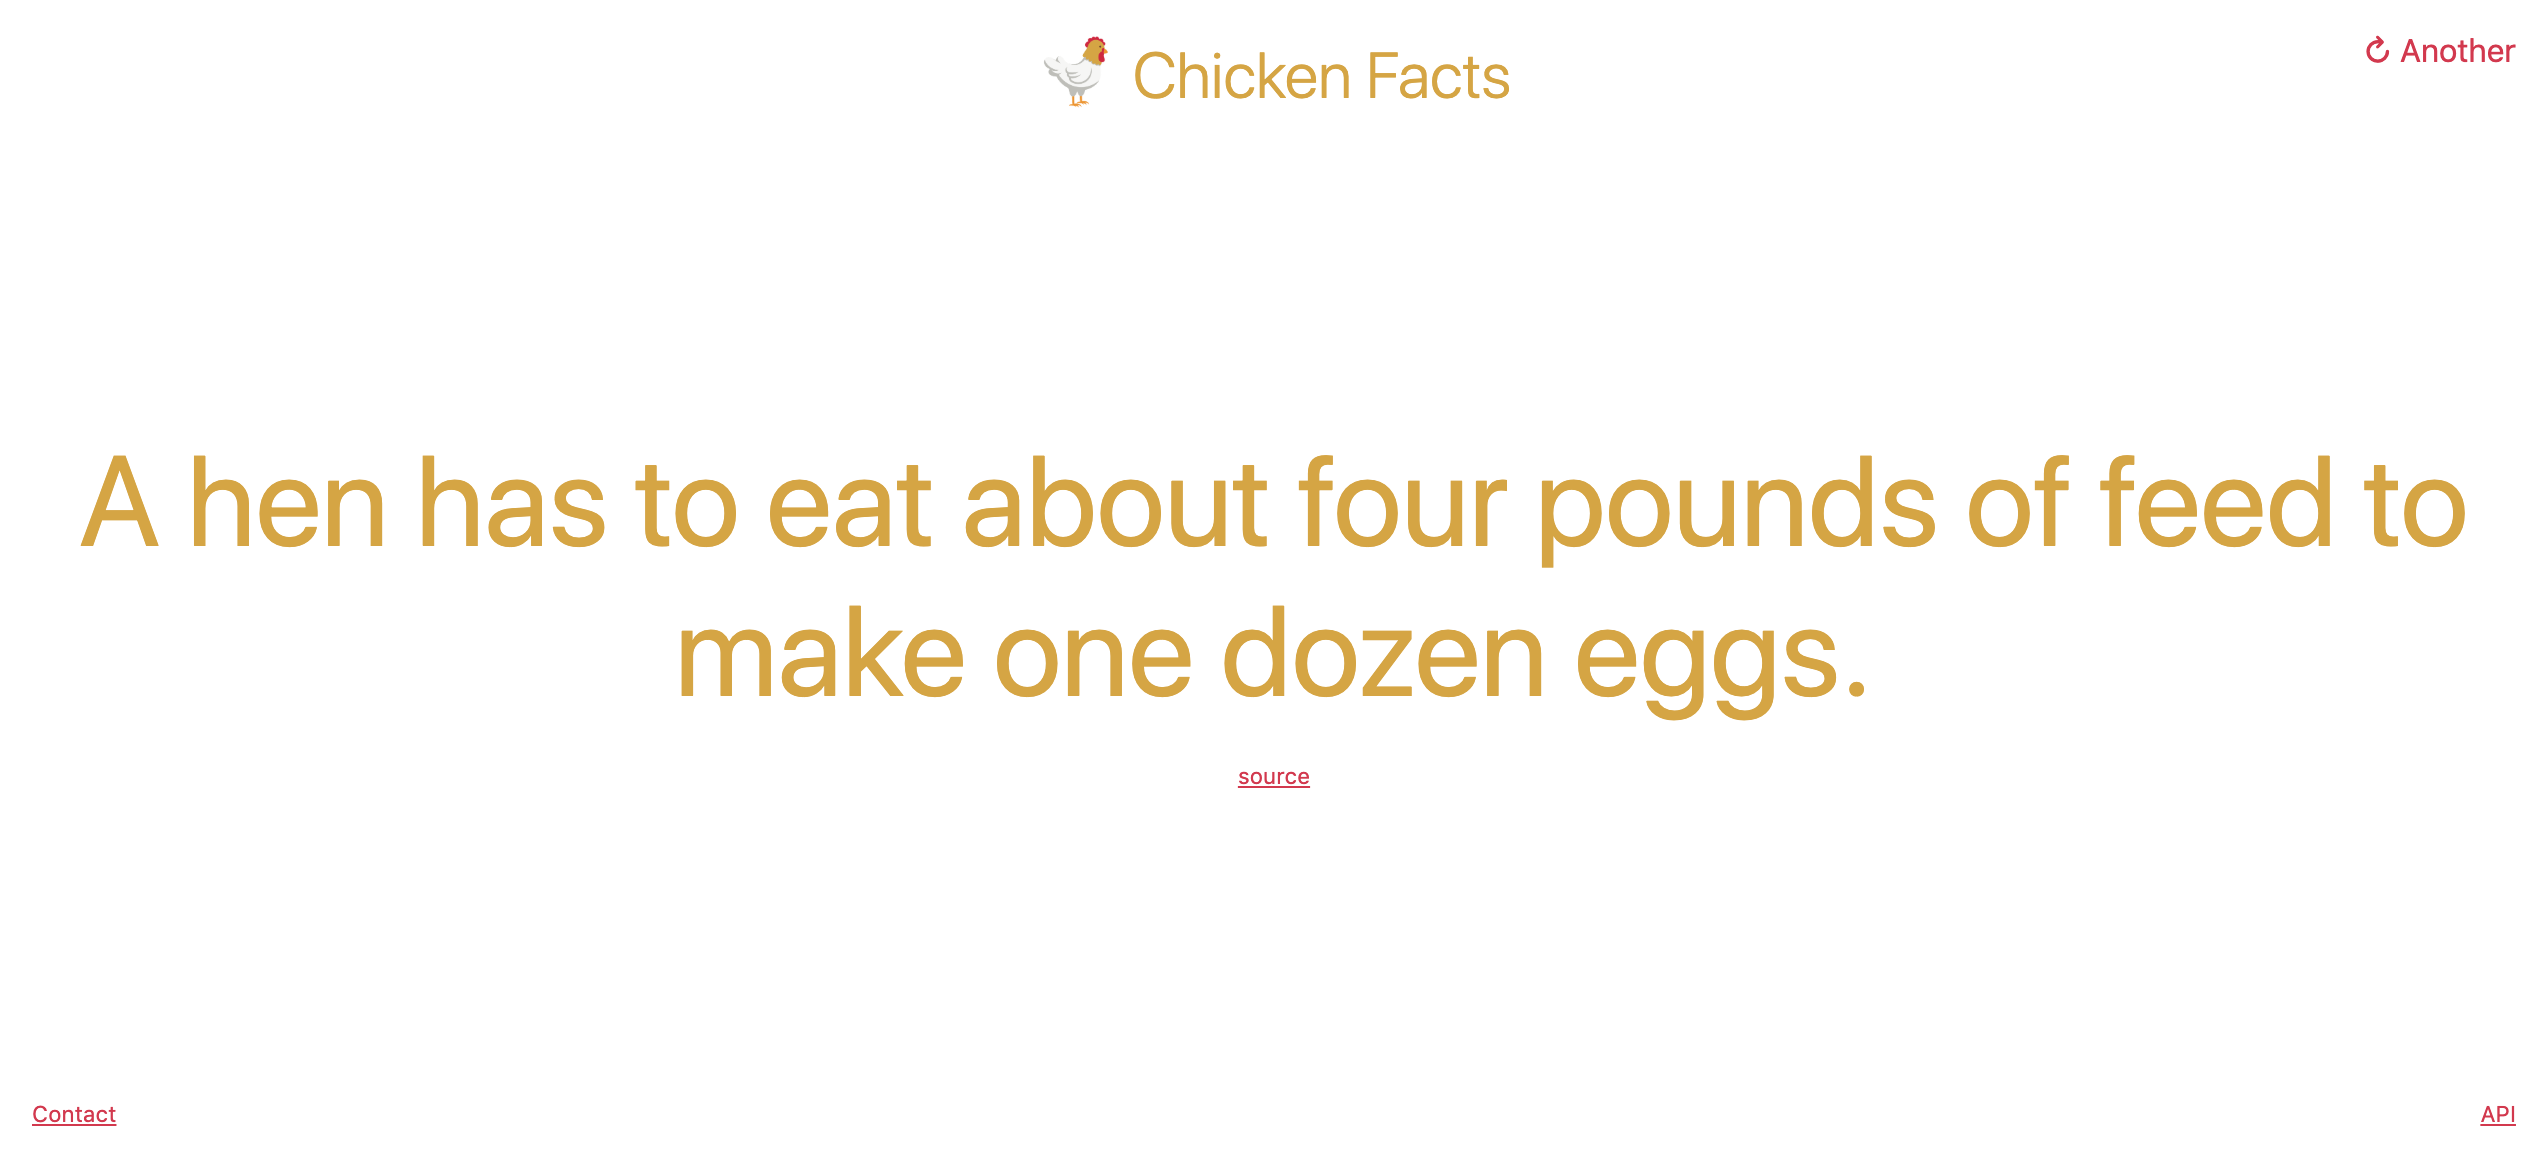 Chicken Facts
Another
A hen has to eat about four pounds of feed to
make one dozen eggs.
source
Contact
API